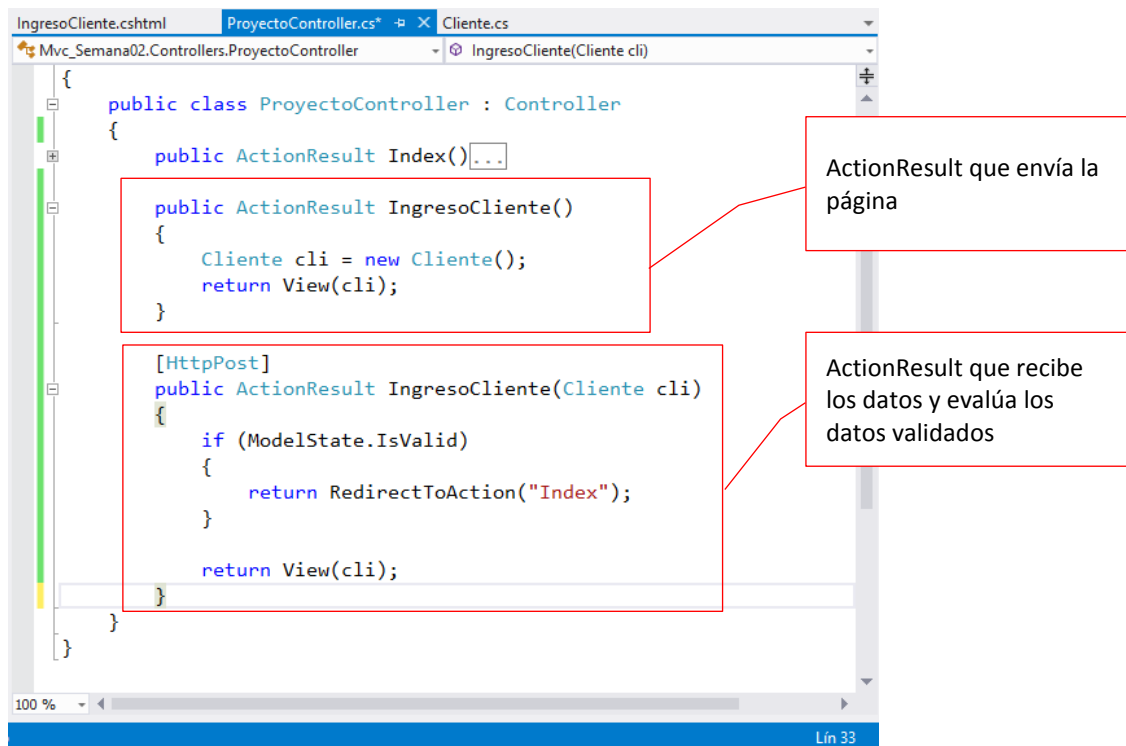 IngresoCliente.cshtml ProyectoController.cs* Cliente.cs
Mvc_Semana02.Controllers.ProyectoController IngresoCliente(Cliente cli)
{
public class ProyectoController : Controller
{
public ActionResult Index()...
public ActionResult IngresoCliente()
{
Cliente cli = new Cliente();
return View(cli);
}
[HttpPost]
public ActionResult IngresoCliente(Cliente cli)
{
if (ModelState.IsValid)
{
return RedirectToAction("Index");
}
return View(cli);
}
}
}
ActionResult que envía la
página
ActionResult que recibe
los datos y evalúa los
datos validados
100 %
Lín 33